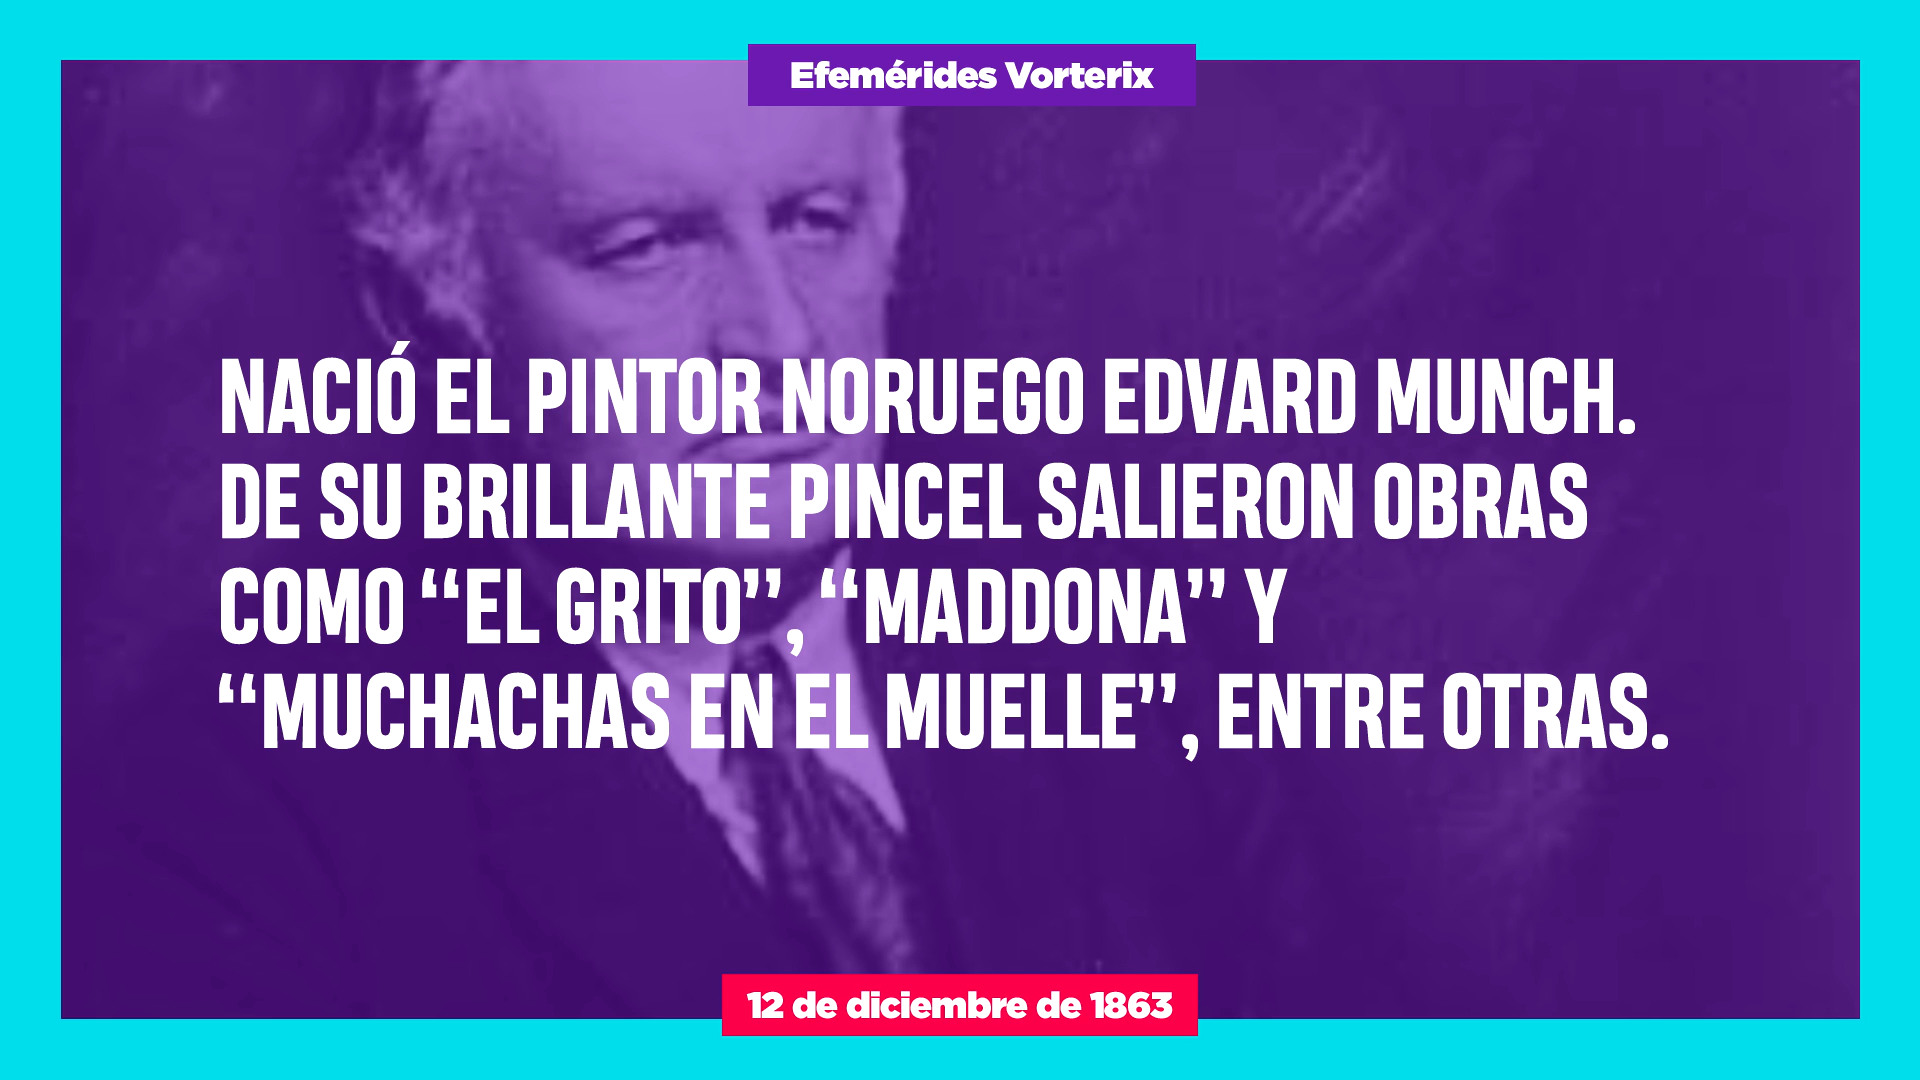 Efemérides Vorterix
NACIÓ EL PINTOR NORUEGO EDVARD MUNCH.
DE SU BRILLANTE PINCEL SALIERON OBRAS
COMO “EL GRITO”, “MADDONA” Y
“MUCHACHAS EN EL MUELLE”, ENTRE OTRAS.
12 de diciembre de 1863